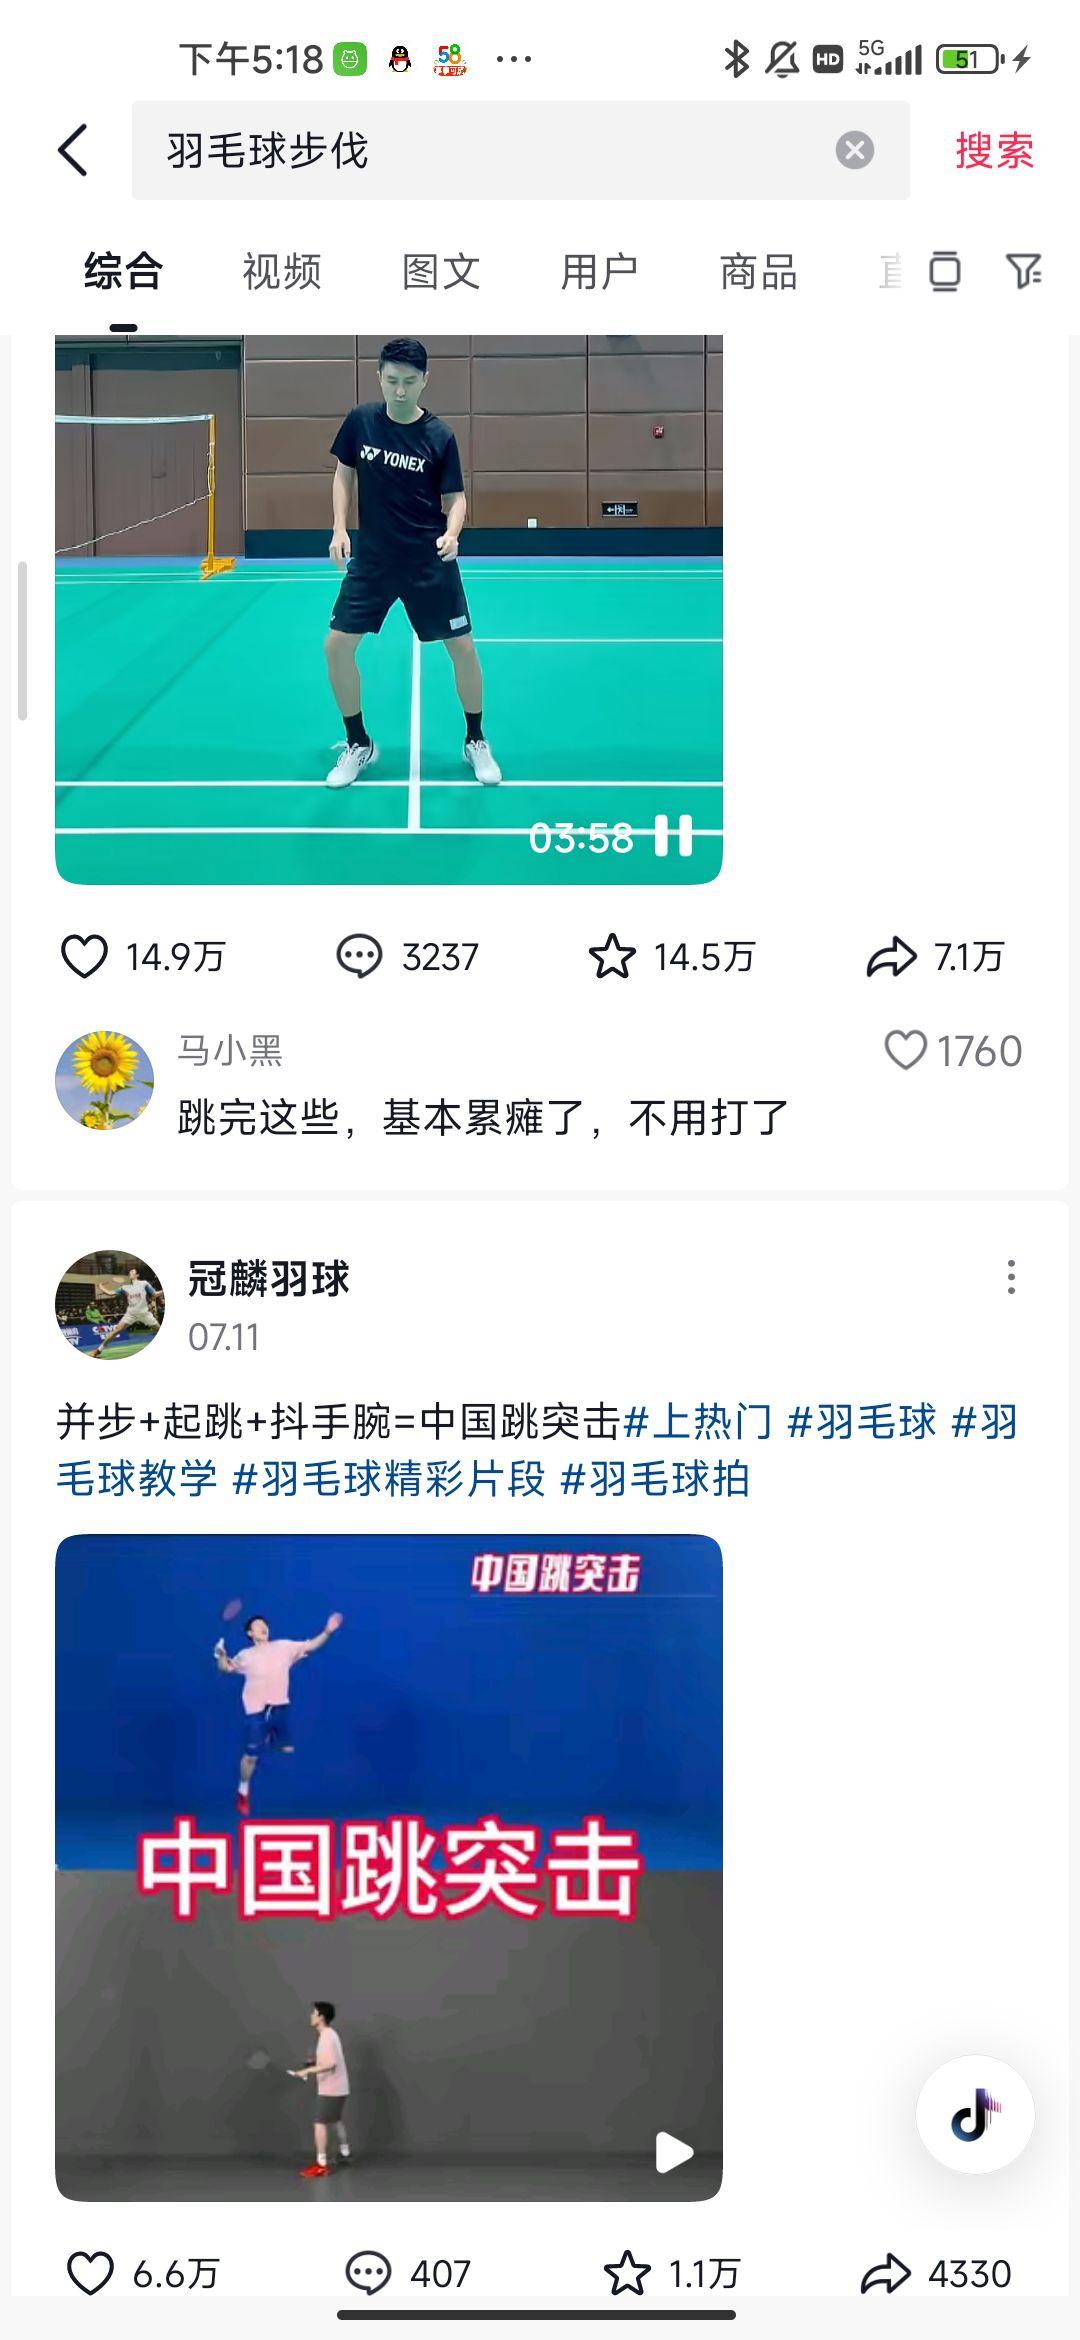 下午5:18 58 ... HD 5G 51
羽毛球步伐
搜索
综合 视频 图文 用户 商品
YONEX
03:58
14.9万 3237 14.5万 7.1万
马小黑 1760
跳完这些，基本累瘫了，不用打了
冠麟羽球
07.11
并步+起跳+抖手腕=中国跳突击#上热门 #羽毛球 #羽
毛球教学 #羽毛球精彩片段 #羽毛球拍
中国跳突击
中国跳突击
6.6万 407 1.1万 4330